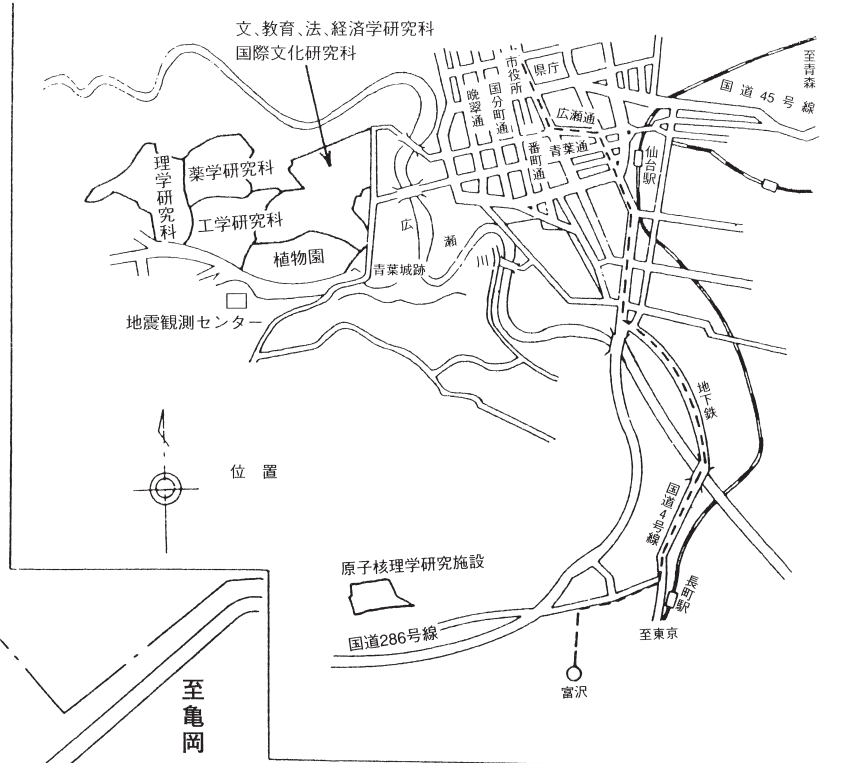 文、教育、法、経済学研究科
国際文化研究科
至青森
国道45号線
市役所
県庁
国分町通
晩翠通
広瀬通
青葉通
番町通
仙台駅
理学研究科
薬学研究科
工学研究科
植物園
広瀬川
青葉城跡
地震観測センター
地下鉄
位置
国道4号線
原子核理学研究施設
長町駅
国道286号線
至東京
富沢
至亀岡